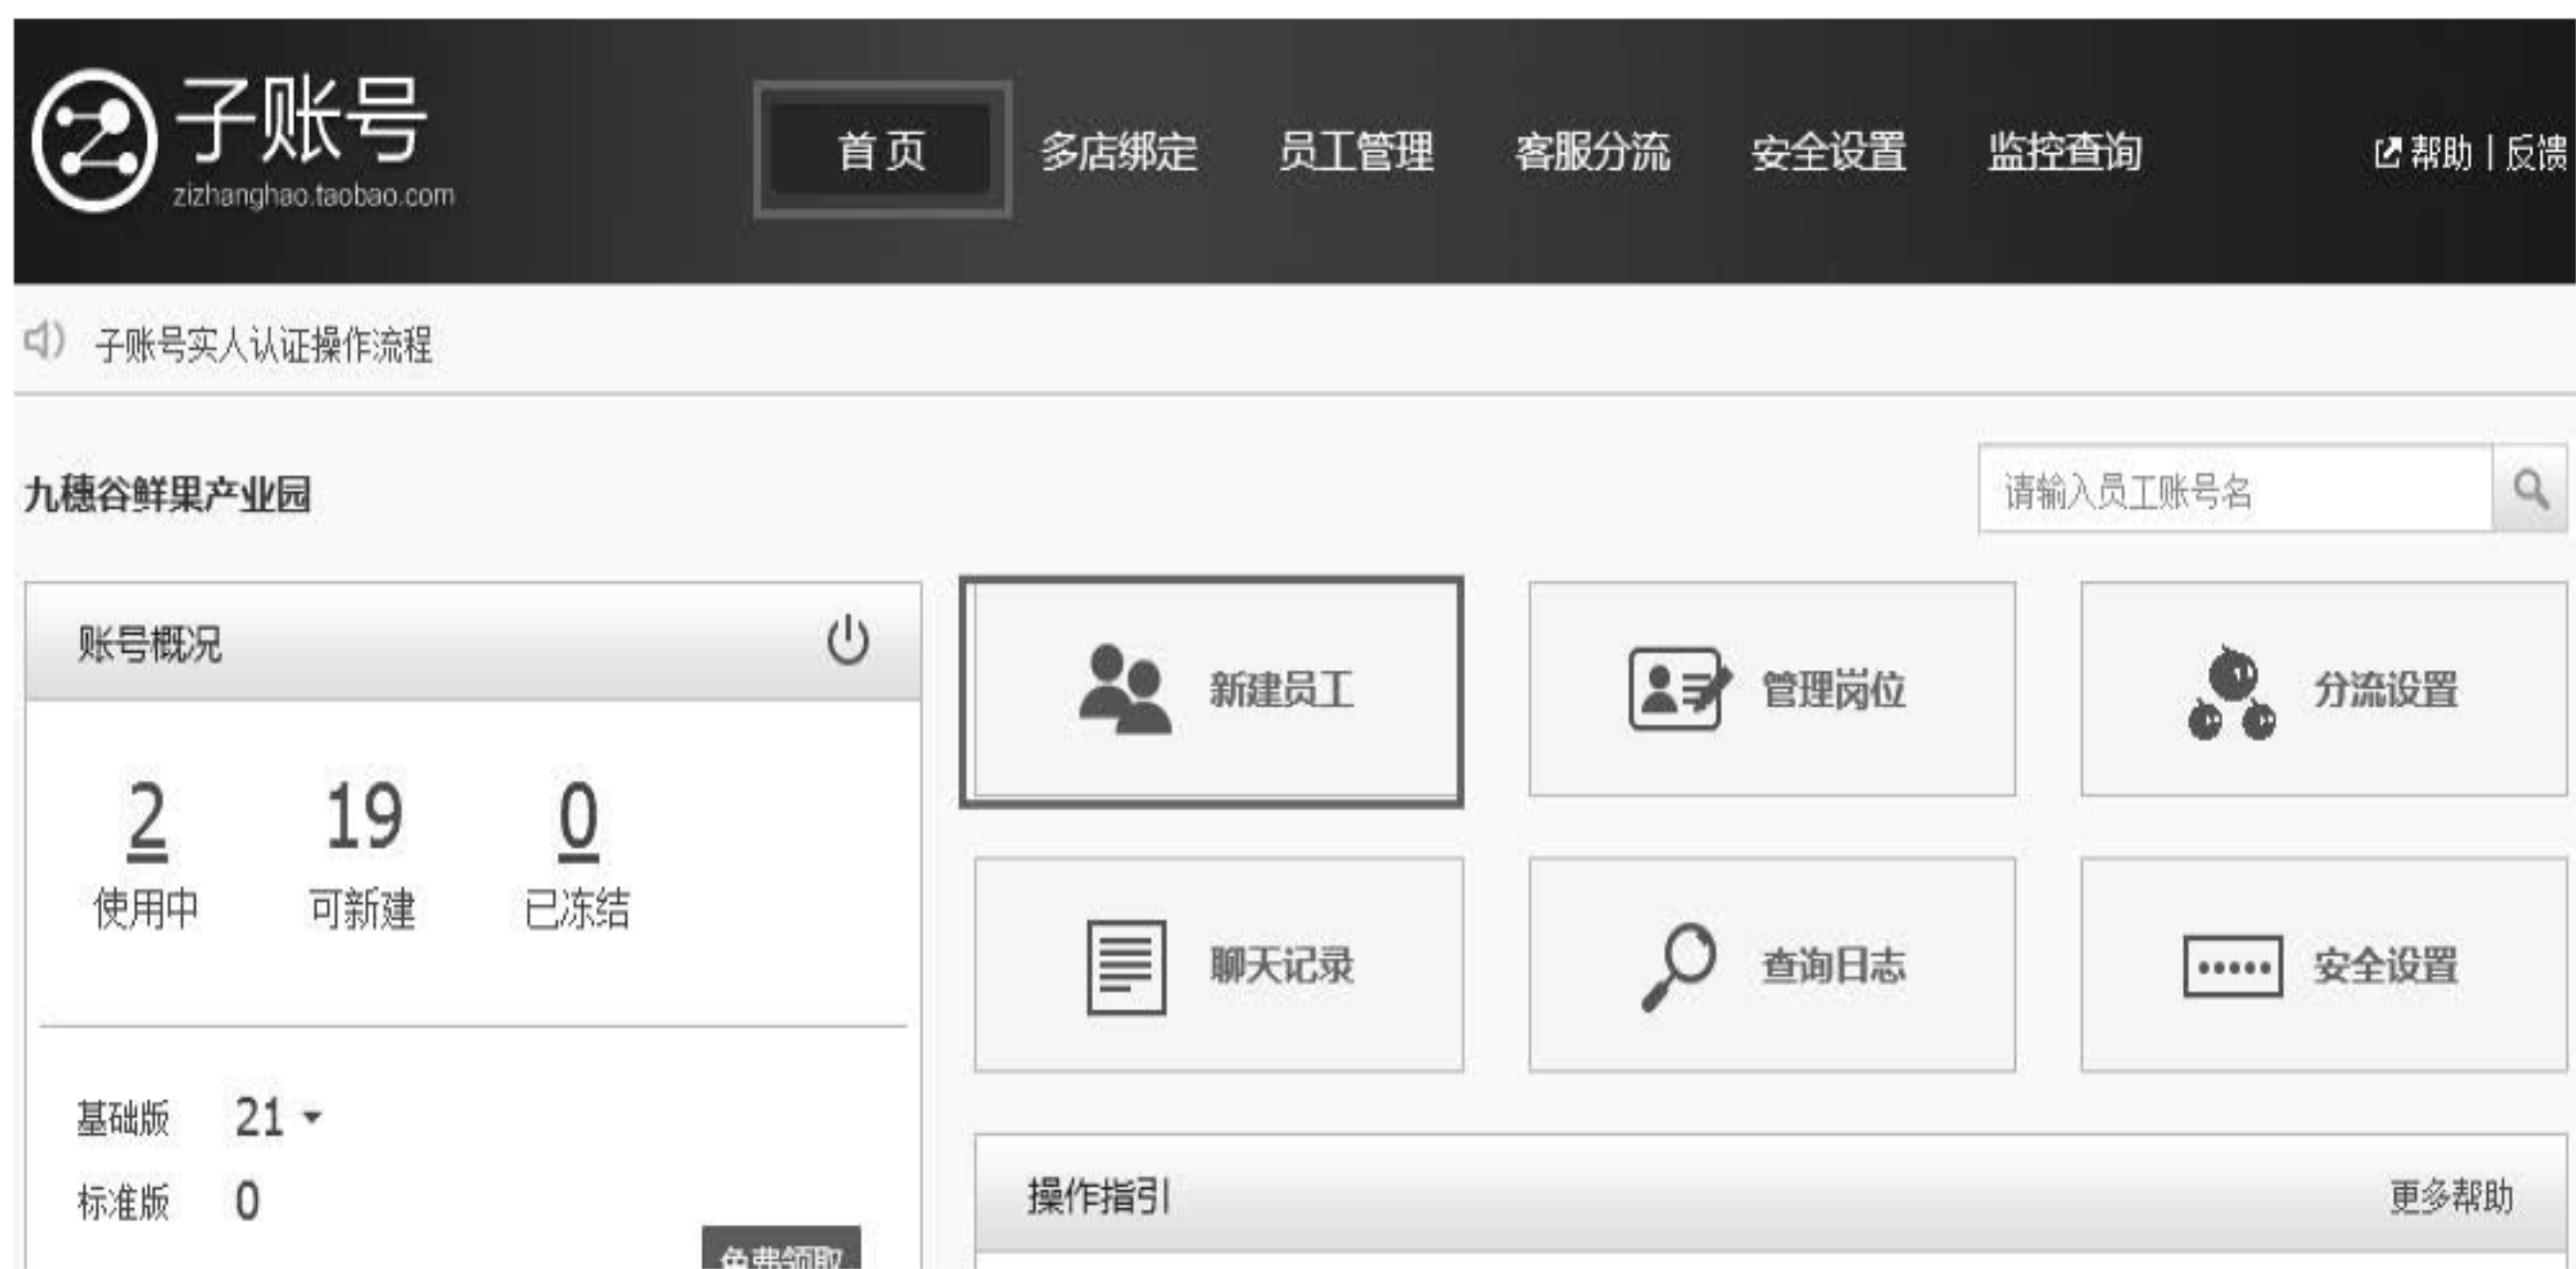 子账号
zizhanghao.taobao.com
首页 多店绑定 员工管理 客服分流 安全设置 监控查询 帮助 | 反馈
子账号实人认证操作流程
九穗谷鲜果产业园
请输入员工账号名
账号概况
2 19 0
使用中 可新建 已冻结
基础版 21
标准版 0
免费领取
新建员工 管理岗位 分流设置
聊天记录 查询日志 安全设置
操作指引 更多帮助